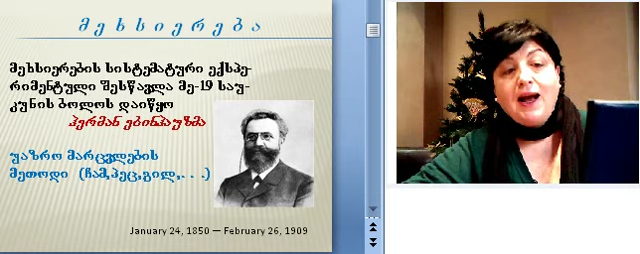 მეხსიერება
მეხსიერების სისტემატური ექსპე-
რიმენტული შესწავლა მე-19 საუ-
კუნის ბოლოს დაიწყო
ჰერმან ებინჰაუზმა
უაზრო მარცვლების
მეთოდი (ჩამ,პეც,გილ,. . .)
January 24, 1850 — February 26, 1909